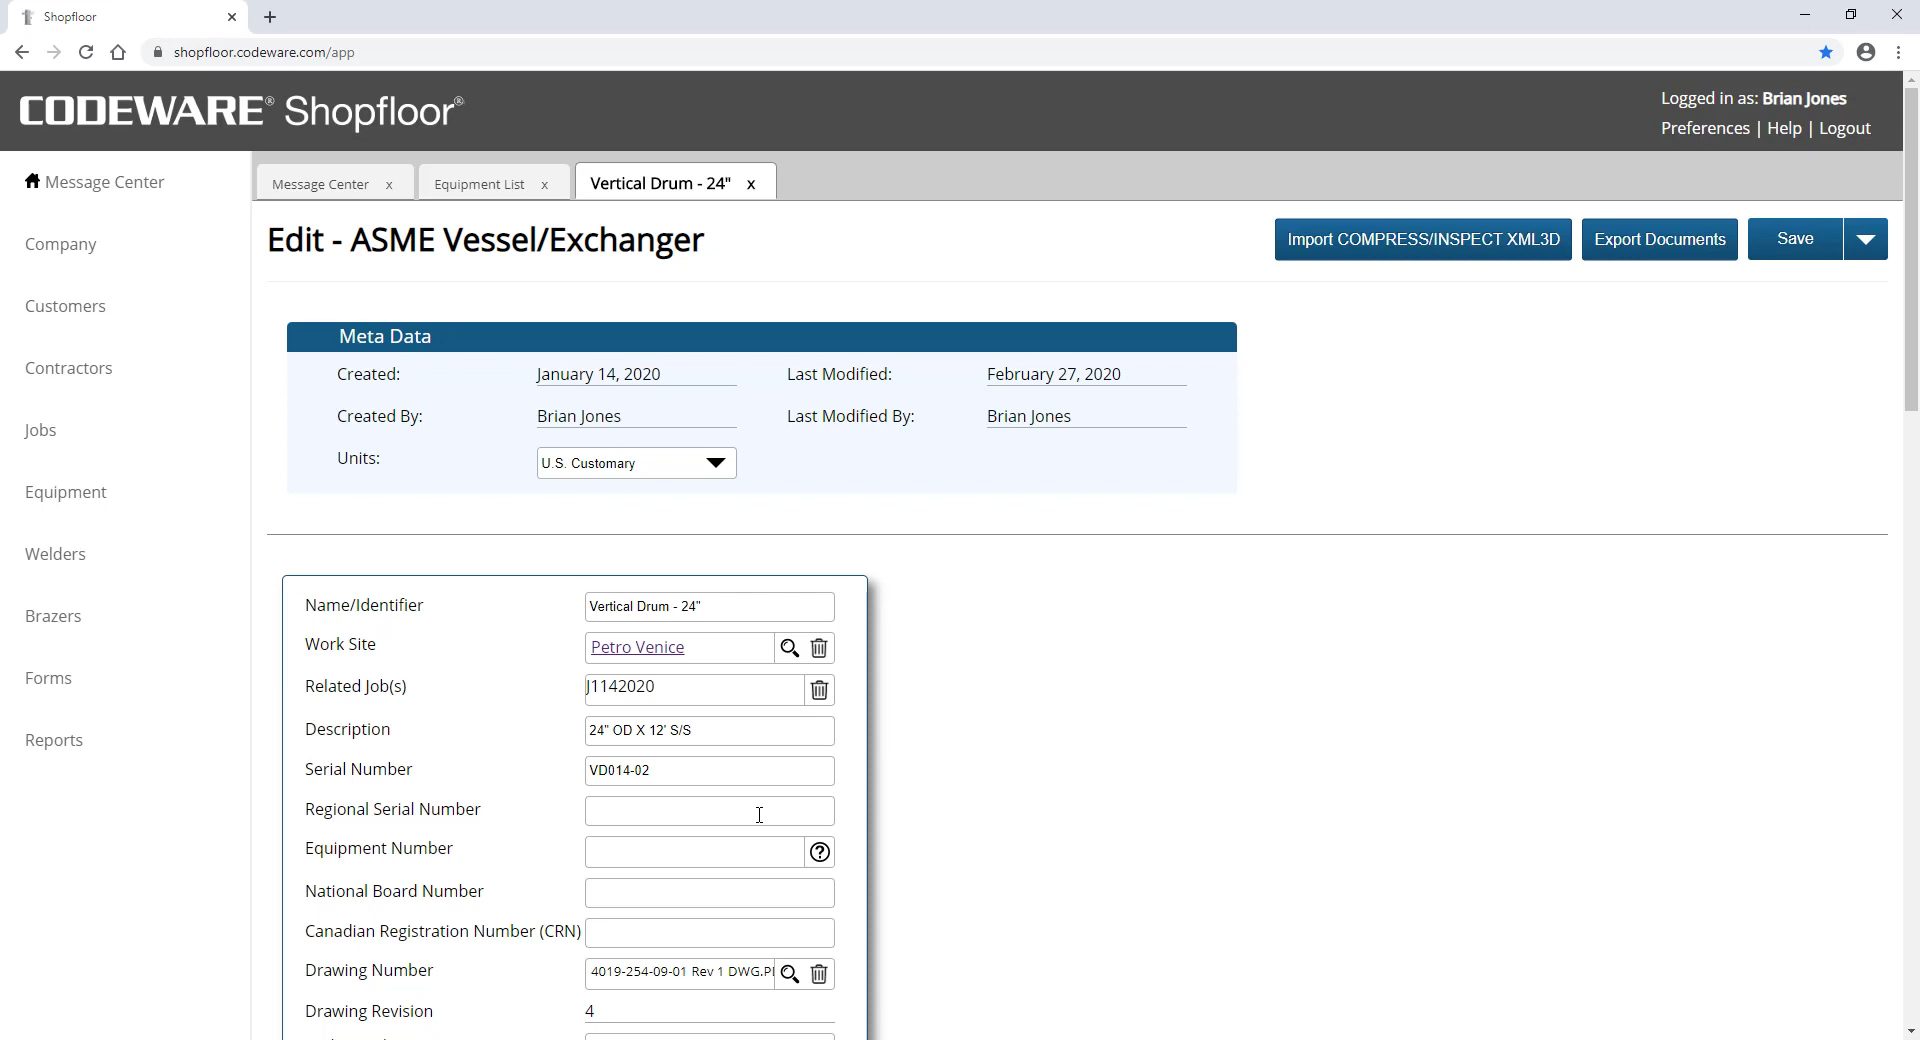 Shopfloor
shopfloor.codeware.com/app
CODEWARE® Shopfloor®
Logged in as: Brian Jones
Preferences | Help | Logout
Message Center
Company
Customers
Contractors
Jobs
Equipment
Welders
Brazers
Forms
Reports
Message Center x
Equipment List x
Vertical Drum - 24" x
Edit - ASME Vessel/Exchanger
Import COMPRESS/INSPECT XML3D
Export Documents
Save
Meta Data
Created: January 14, 2020 Last Modified: February 27, 2020
Created By: Brian Jones Last Modified By: Brian Jones
Units: U.S. Customary
Name/Identifier Vertical Drum - 24"
Work Site Petro Venice
Related Job(s) J1142020
Description 24" OD X 12' S/S
Serial Number VD014-02
Regional Serial Number
Equipment Number
National Board Number
Canadian Registration Number (CRN)
Drawing Number 4019-254-09-01 Rev 1 DWG.P
Drawing Revision 4